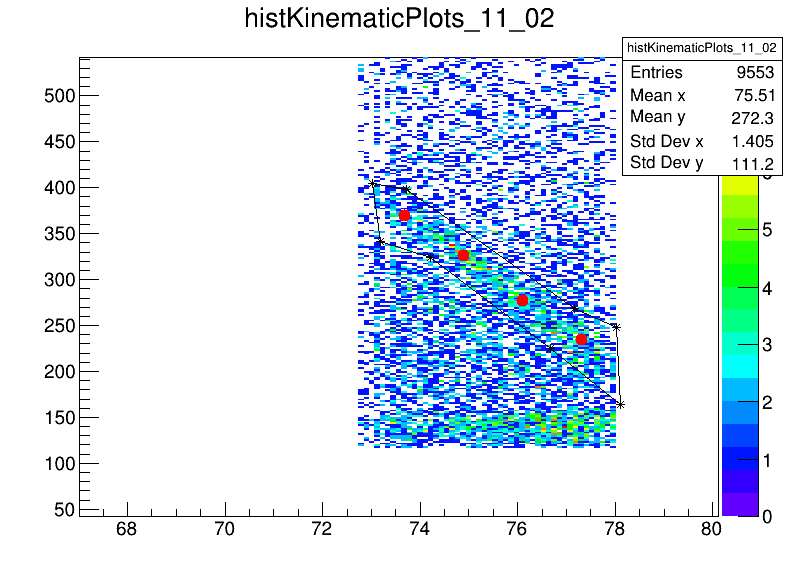 histKinematicPlots_11_02
histKinematicPlots_11_02
Entries 9553
Mean x 75.51
Mean y 272.3
Std Dev x 1.405
Std Dev y 111.2
500
450
400
350
300
250
200
150
100
50
68 70 72 74 76 78 80
5
4
3
2
1
0